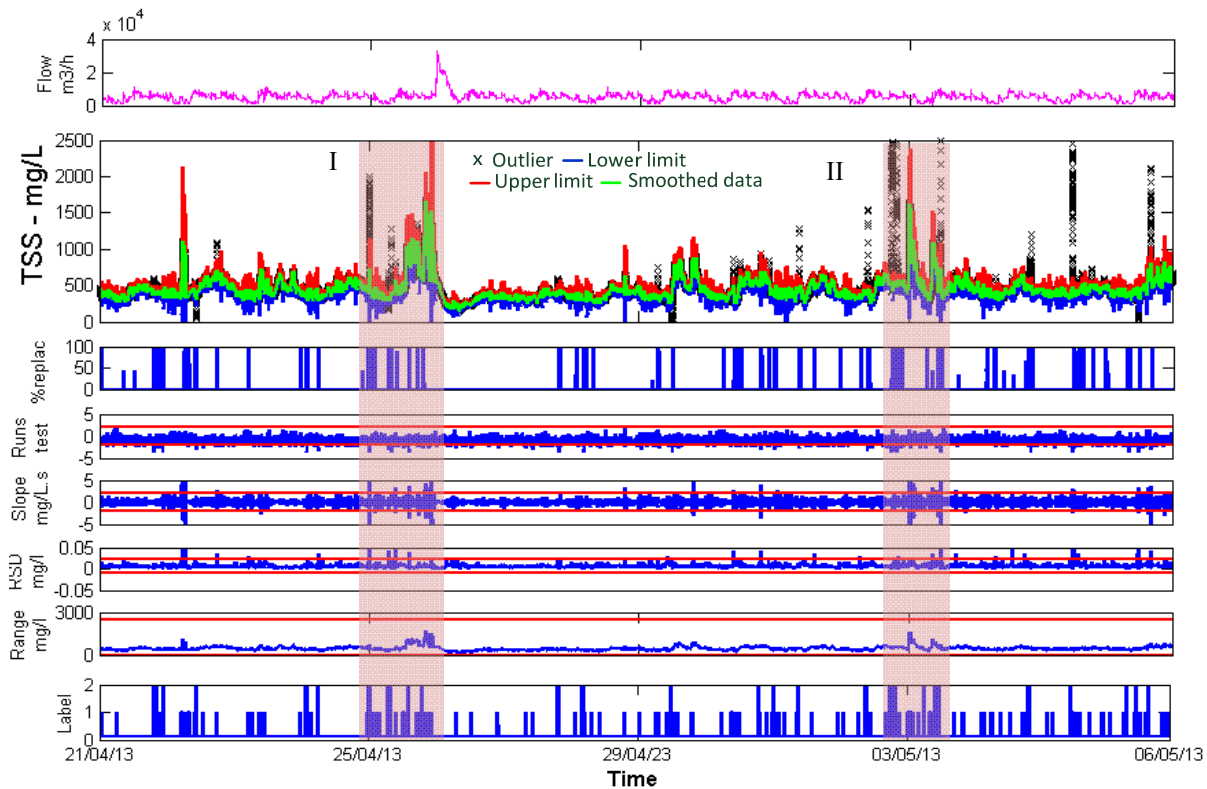 x 10⁴
4
2
0
Flow
m3/h
2500
2000
1500
1000
500
0
TSS - mg/L
I
II
x Outlier
Lower limit
Upper limit
Smoothed data
100
50
0
%replac
5
0
-5
Runs
test
5
0
-5
Slope
mg/L.s
0.05
0
-0.05
RSD
mg/l
3000
0
Range
mg/l
2
1
0
Label
21/04/13
25/04/13
29/04/23
03/05/13
06/05/13
Time